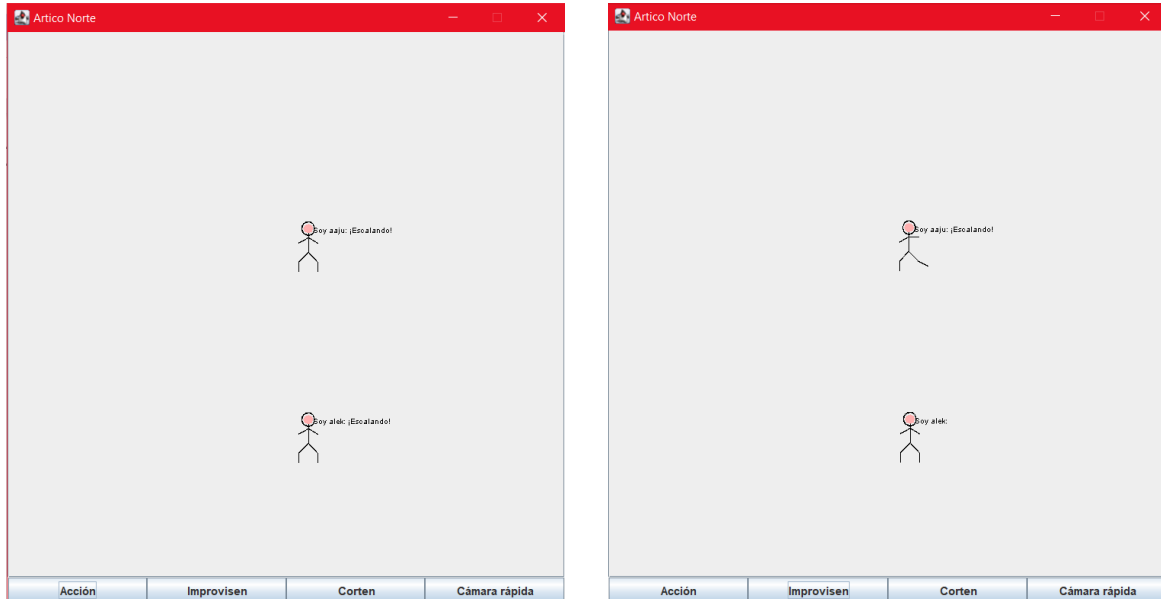 Artico Norte
Soy aaju: ¡Escalando!
Soy alek: ¡Escalando!
Acción Improvisen Corten Cámara rápida
Artico Norte
Soy aaju: ¡Escalando!
Soy alek:
Acción Improvisen Corten Cámara rápida